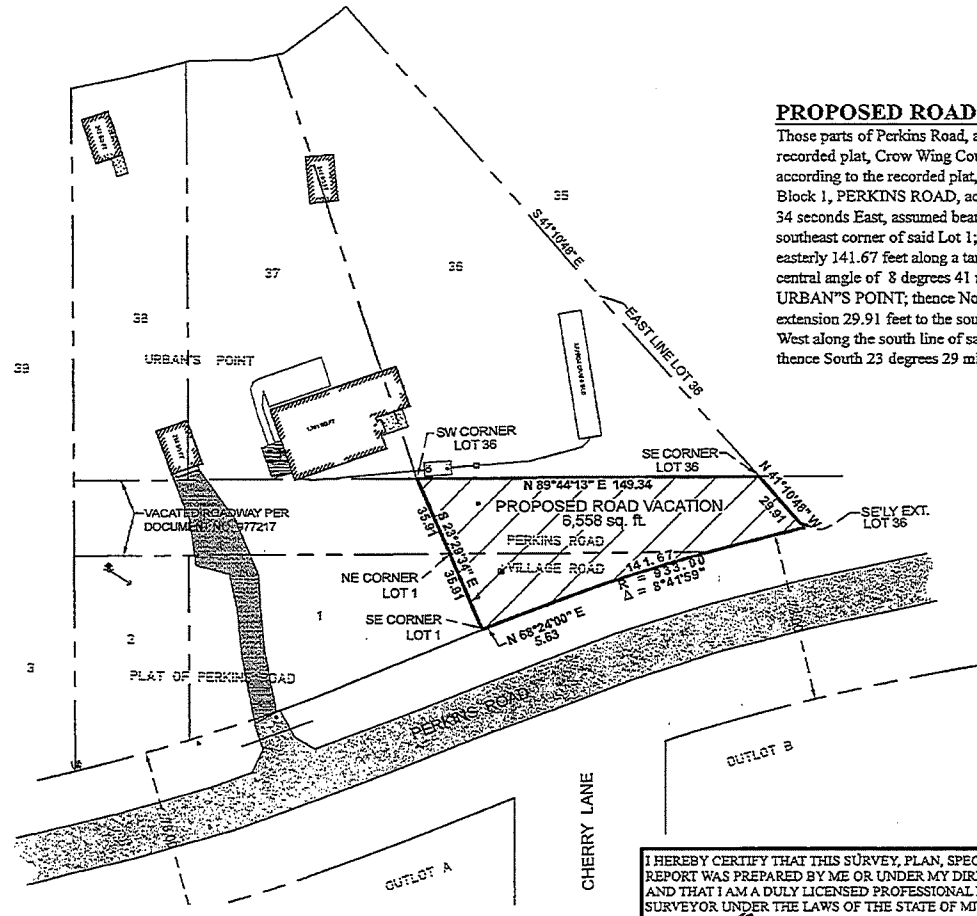 PROPOSED ROAD
Those parts of Perkins Road, a
recorded plat, Crow Wing Cou
according to the recorded plat,
Block 1, PERKINS ROAD, ac
34 seconds East, assumed bear
southeast corner of said Lot 1;
easterly 141.67 feet along a tan
central angle of 8 degrees 41 m
URBAN"S POINT; thence No
extension 29.91 feet to the sou
West along the south line of sa
thence South 23 degrees 29 mi
35
S 41°10'48" E
37
36
38
39
EAST LINE LOT 36
URBAN'S POINT
SW CORNER
LOT 36
SE CORNER
LOT 36
N 41°10'48" W
29.91
N 89°44'13" E 149.34
SE'LY EXT.
LOT 36
PROPOSED ROAD VACATION
6,558 sq. ft.
VACATED ROADWAY PER
DOCUMENT NO. 977217
35.91
S 23°29'34" E
35.91
PERKINS ROAD
VILLAGE ROAD
141.67
R = 933.00
Δ = 8°41'59"
NE CORNER
LOT 1
SE CORNER
LOT 1
1
2
3
N 68°24'00" E
5.63
PLAT OF PERKINS ROAD
PERKINS ROAD
OUTLOT B
CHERRY LANE
OUTLOT A
I HEREBY CERTIFY THAT THIS SURVEY, PLAN, SPEC
REPORT WAS PREPARED BY ME OR UNDER MY DIR
AND THAT I AM A DULY LICENSED PROFESSIONAL
SURVEYOR UNDER THE LAWS OF THE STATE OF MI